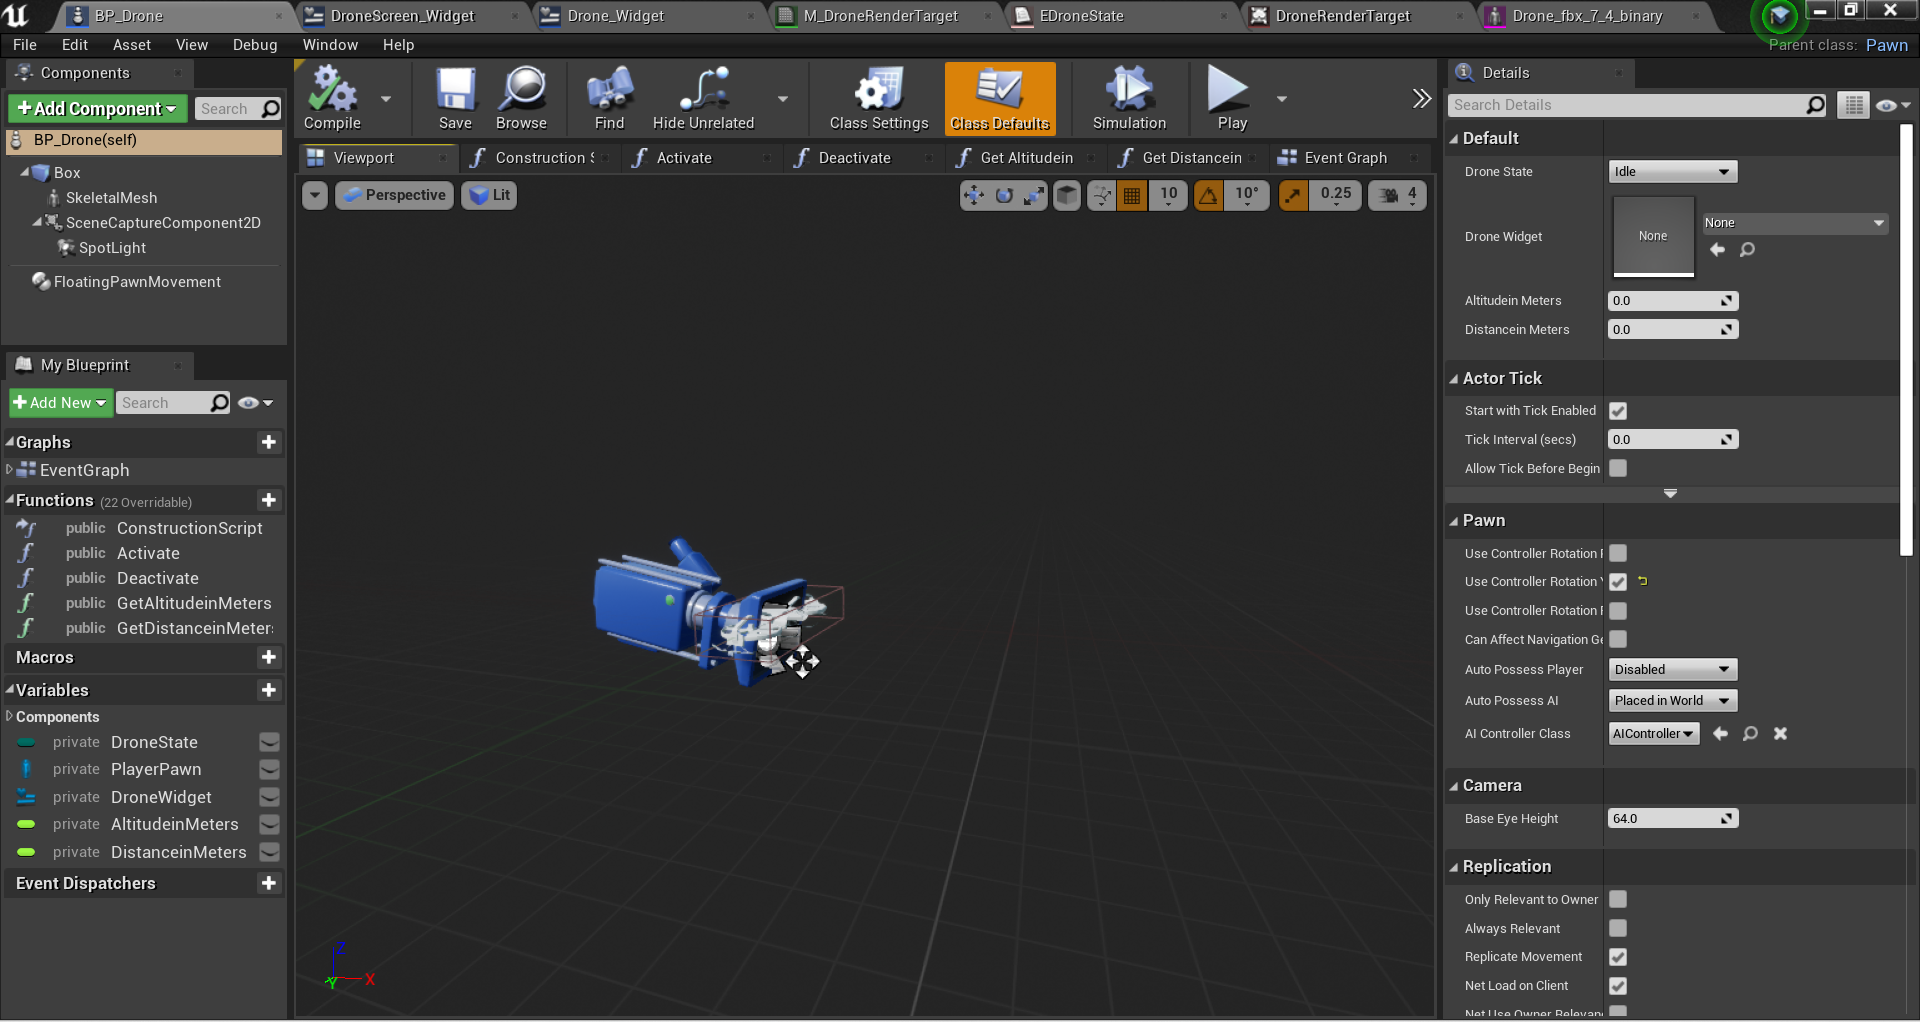 BP_Drone
DroneScreen_Widget
Drone_Widget
M_DroneRenderTarget
EDroneState
DroneRenderTarget
Drone_fbx_7_4_binary
File Edit Asset View Debug Window Help
Parent class: Pawn
Components
Add Component
Search
BP_Drone(self)
Box
SkeletalMesh
SceneCaptureComponent2D
SpotLight
FloatingPawnMovement
My Blueprint
Add New
Search
Graphs
EventGraph
Functions (22 Overridable)
public ConstructionScript
public Activate
public Deactivate
public GetAltitudeinMeters
public GetDistanceinMeter
Macros
Variables
Components
private DroneState
private PlayerPawn
private DroneWidget
private AltitudeinMeters
private DistanceinMeters
Event Dispatchers
Compile
Save
Browse
Find
Hide Unrelated
Class Settings
Class Defaults
Simulation
Play
Viewport
Construction S
Activate
Deactivate
Get Altitudein
Get Distancein
Event Graph
Perspective
Lit
10
10°
0.25
4
Z
Y
X
Details
Search Details
Default
Drone State Idle
Drone Widget None None
Altitudein Meters 0.0
Distancein Meters 0.0
Actor Tick
Start with Tick Enabled
Tick Interval (secs) 0.0
Allow Tick Before Begin
Pawn
Use Controller Rotation
Use Controller Rotation
Use Controller Rotation
Can Affect Navigation Ge
Auto Possess Player Disabled
Auto Possess AI Placed in World
AI Controller Class AIController
Camera
Base Eye Height 64.0
Replication
Only Relevant to Owner
Always Relevant
Replicate Movement
Net Load on Client
Net Use Owner Relevan